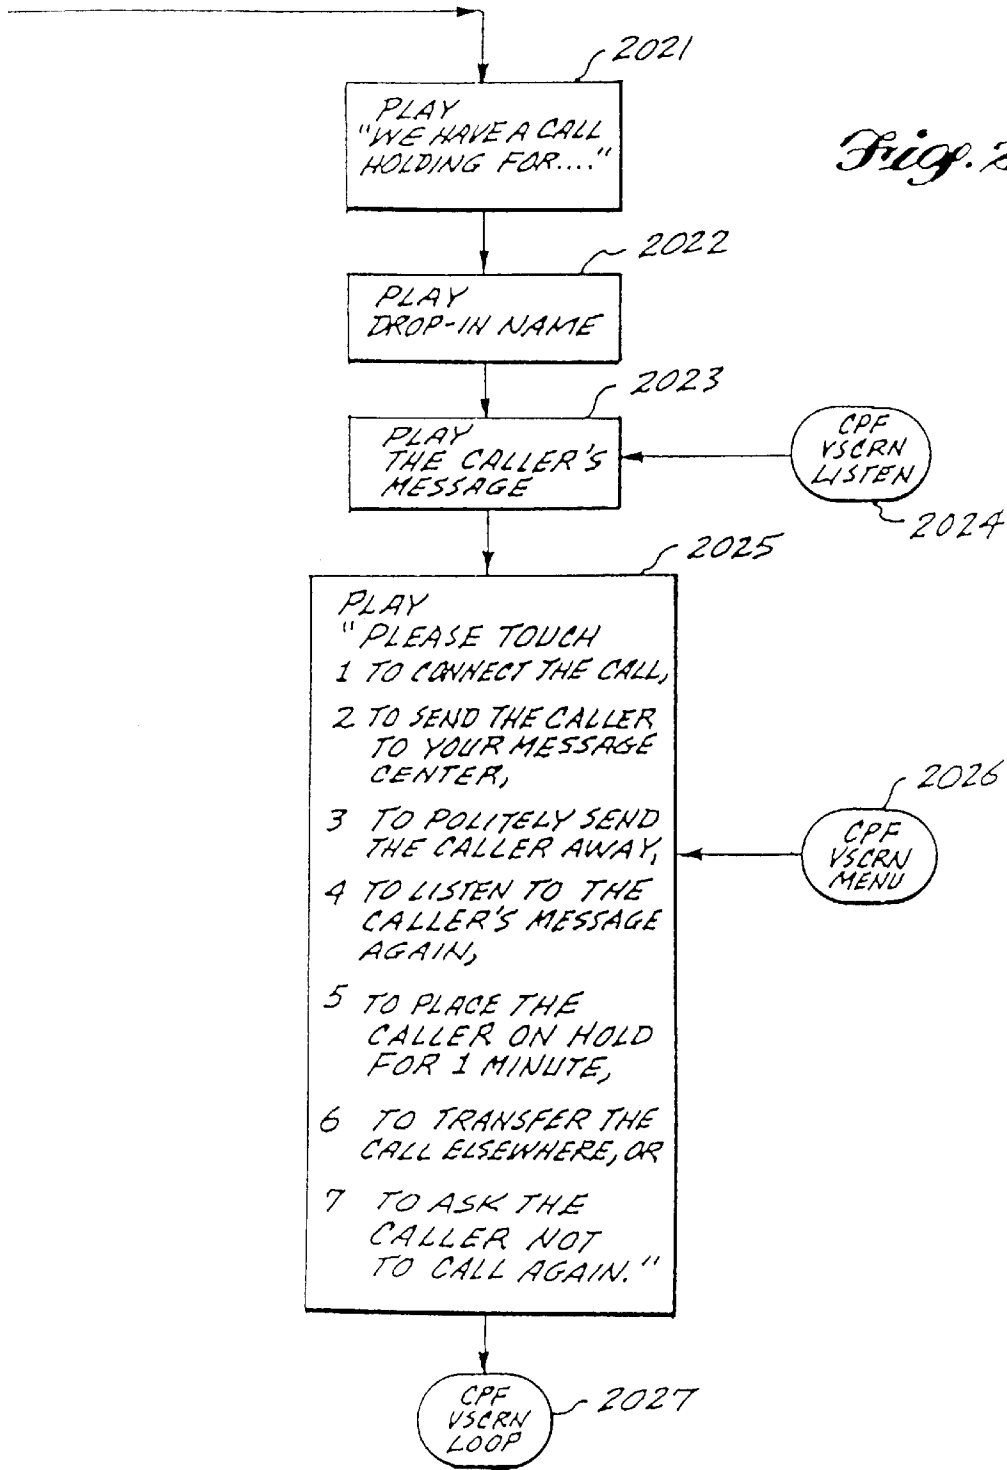 2021
PLAY
"WE HAVE A CALL
HOLDING FOR...."
Fig.
2022
PLAY
DROP-IN NAME
2023
PLAY
THE CALLER'S
MESSAGE
CPF
VSCRN
LISTEN
2024
2025
PLAY
"PLEASE TOUCH
1 TO CONNECT THE CALL,
2 TO SEND THE CALLER
TO YOUR MESSAGE
CENTER,
3 TO POLITELY SEND
THE CALLER AWAY,
2026
CPF
VSCRN
MENU
4 TO LISTEN TO THE
CALLER'S MESSAGE
AGAIN,
5 TO PLACE THE
CALLER ON HOLD
FOR 1 MINUTE,
6 TO TRANSFER THE
CALL ELSEWHERE, OR
7 TO ASK THE
CALLER NOT
TO CALL AGAIN."
CPF
VSCRN
LOOP
2027